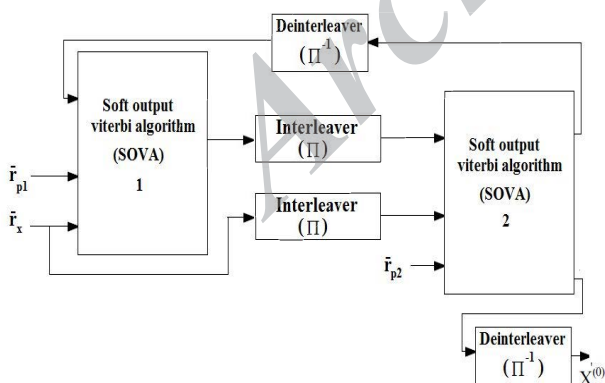 Deinterleaver
(Π⁻¹)
Soft output
viterbi algorithm
(SOVA)
1
r̄p1
r̄x
Interleaver
(Π)
Interleaver
(Π)
Soft output
viterbi algorithm
(SOVA)
2
r̄p2
Deinterleaver
(Π⁻¹)
X'(0)
Arc